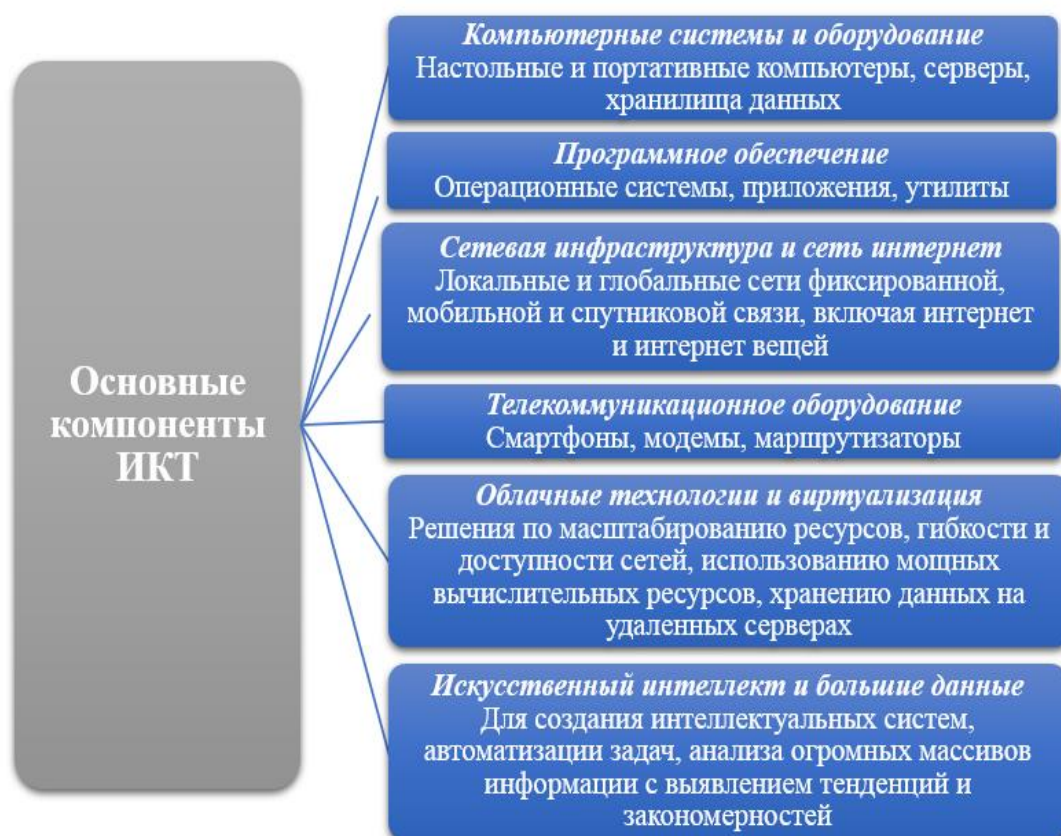 Основные
компоненты
ИКТ
Компьютерные системы и оборудование
Настольные и портативные компьютеры, серверы,
хранилища данных
Программное обеспечение
Операционные системы, приложения, утилиты
Сетевая инфраструктура и сеть интернет
Локальные и глобальные сети фиксированной,
мобильной и спутниковой связи, включая интернет
и интернет вещей
Телекоммуникационное оборудование
Смартфоны, модемы, маршрутизаторы
Облачные технологии и виртуализация
Решения по масштабированию ресурсов, гибкости и
доступности сетей, использованию мощных
вычислительных ресурсов, хранению данных на
удаленных серверах
Искусственный интеллект и большие данные
Для создания интеллектуальных систем,
автоматизации задач, анализа огромных массивов
информации с выявлением тенденций и
закономерностей